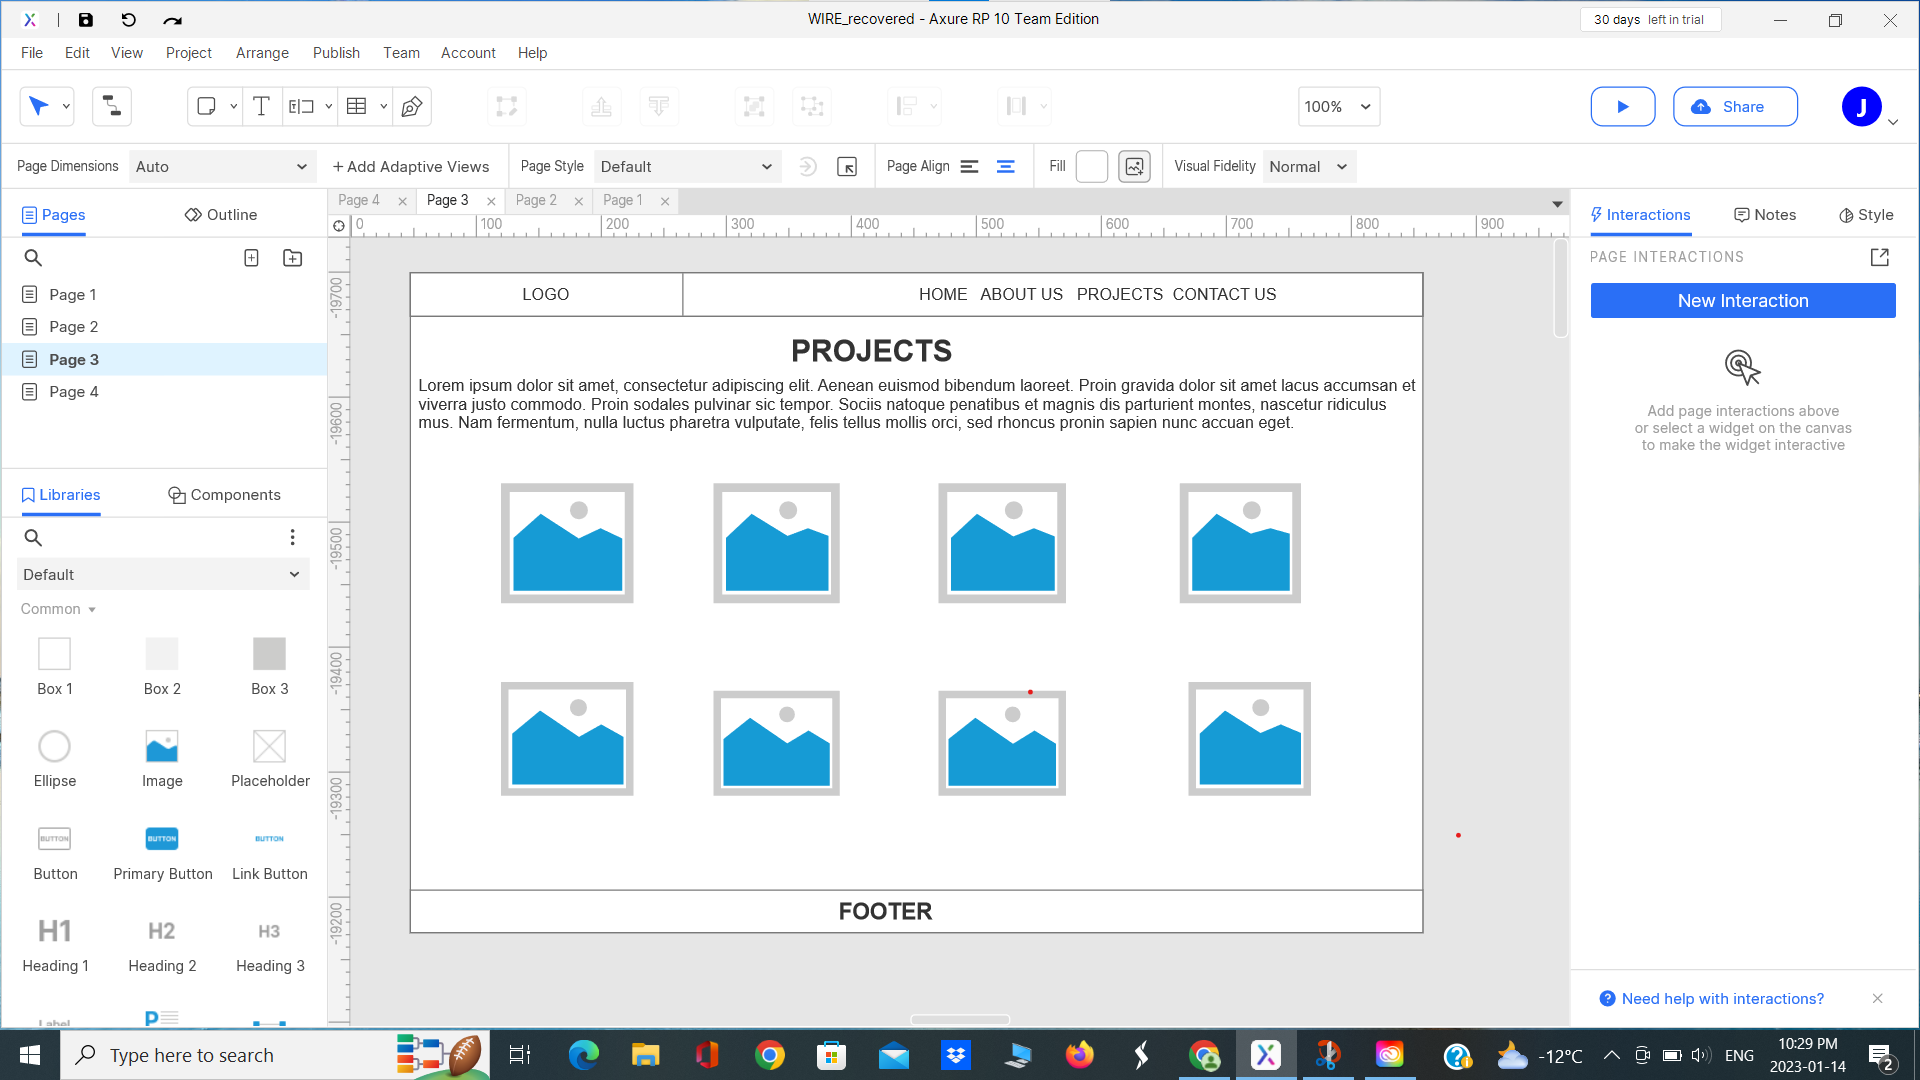 WIRE_recovered - Axure RP 10 Team Edition
30 days left in trial
File Edit View Project Arrange Publish Team Account Help
100%
Share
J
Page Dimensions Auto + Add Adaptive Views Page Style Default Page Align Fill Visual Fidelity Normal
Pages Outline
Page 4 Page 3 Page 2 Page 1
Interactions Notes Style
0 100 200 300 400 500 600 700 800 900
PAGE INTERACTIONS
New Interaction
Add page interactions above
or select a widget on the canvas
to make the widget interactive
Page 1
Page 2
Page 3
Page 4
Libraries Components
Default
Common
Box 1 Box 2 Box 3
Ellipse Image Placeholder
BUTTON BUTTON BUTTON
Button Primary Button Link Button
H1 H2 H3
Heading 1 Heading 2 Heading 3
Label
-19700
-19600
-19500
-19400
-19300
-19200
LOGO
HOME ABOUT US PROJECTS CONTACT US
PROJECTS
Lorem ipsum dolor sit amet, consectetur adipiscing elit. Aenean euismod bibendum laoreet. Proin gravida dolor sit amet lacus accumsan et
viverra justo commodo. Proin sodales pulvinar sic tempor. Sociis natoque penatibus et magnis dis parturient montes, nascetur ridiculus
mus. Nam fermentum, nulla luctus pharetra vulputate, felis tellus mollis orci, sed rhoncus pronin sapien nunc accuan eget.
FOOTER
Need help with interactions?
Type here to search
-12°C
ENG
10:29 PM
2023-01-14
2